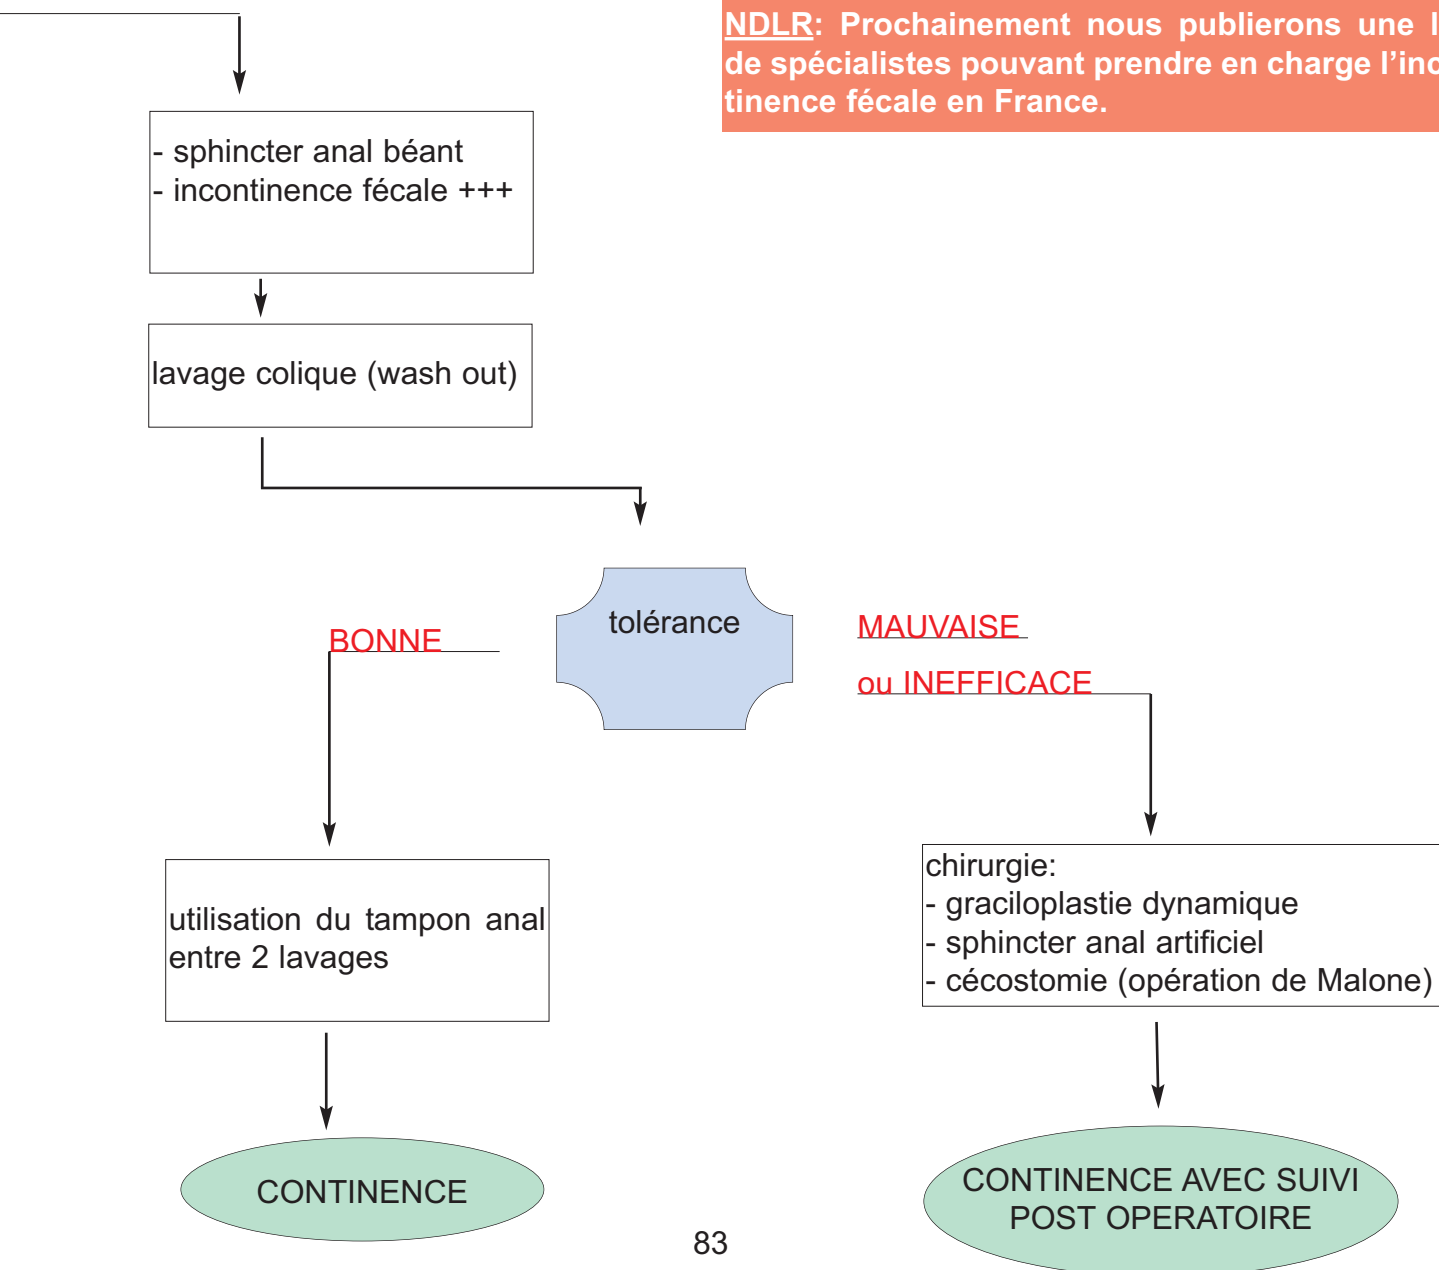 NDLR: Prochainement nous publierons une
de spécialistes pouvant prendre en charge
tinence fécale en France.
- sphincter anal béant
- incontinence fécale +++
lavage colique (wash out)
tolérance
BONNE
MAUVAISE
ou INEFFICACE
utilisation du tampon anal
entre 2 lavages
chirurgie:
- graciloplastie dynamique
- sphincter anal artificiel
- cécostomie (opération de Malone)
CONTINENCE
CONTINENCE AVEC SUIVI
POST OPERATOIRE
83